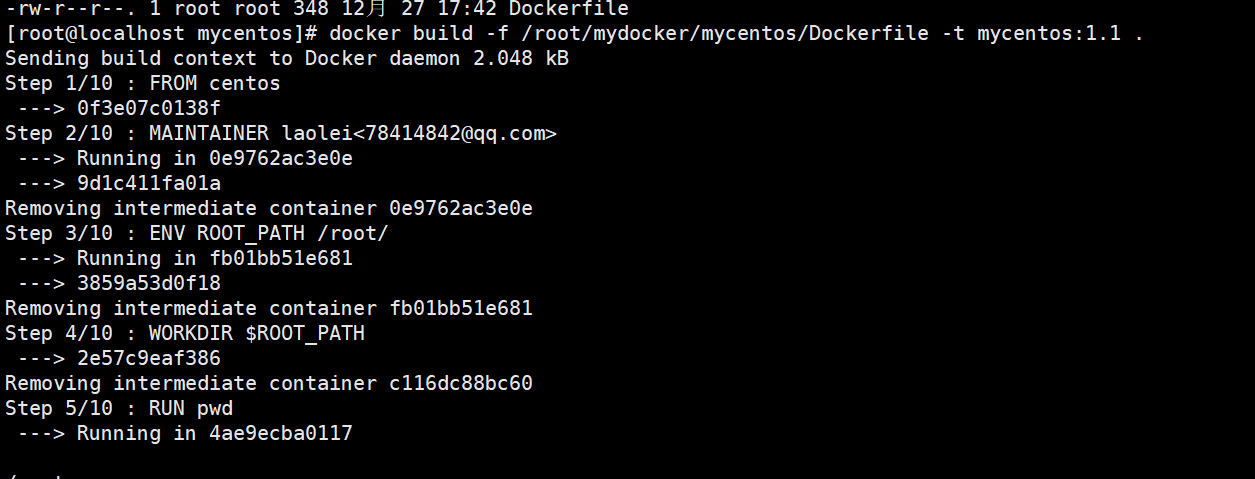 -rw-r--r--. 1 root root 348 12月 27 17:42 Dockerfile
[root@localhost mycentos]# docker build -f /root/mydocker/mycentos/Dockerfile -t mycentos:1.1 .
Sending build context to Docker daemon 2.048 kB
Step 1/10 : FROM centos
 ---> 0f3e07c0138f
Step 2/10 : MAINTAINER laolei<78414842@qq.com>
 ---> Running in 0e9762ac3e0e
 ---> 9d1c411fa01a
Removing intermediate container 0e9762ac3e0e
Step 3/10 : ENV ROOT_PATH /root/
 ---> Running in fb01bb51e681
 ---> 3859a53d0f18
Removing intermediate container fb01bb51e681
Step 4/10 : WORKDIR $ROOT_PATH
 ---> 2e57c9eaf386
Removing intermediate container c116dc88bc60
Step 5/10 : RUN pwd
 ---> Running in 4ae9ecba0117